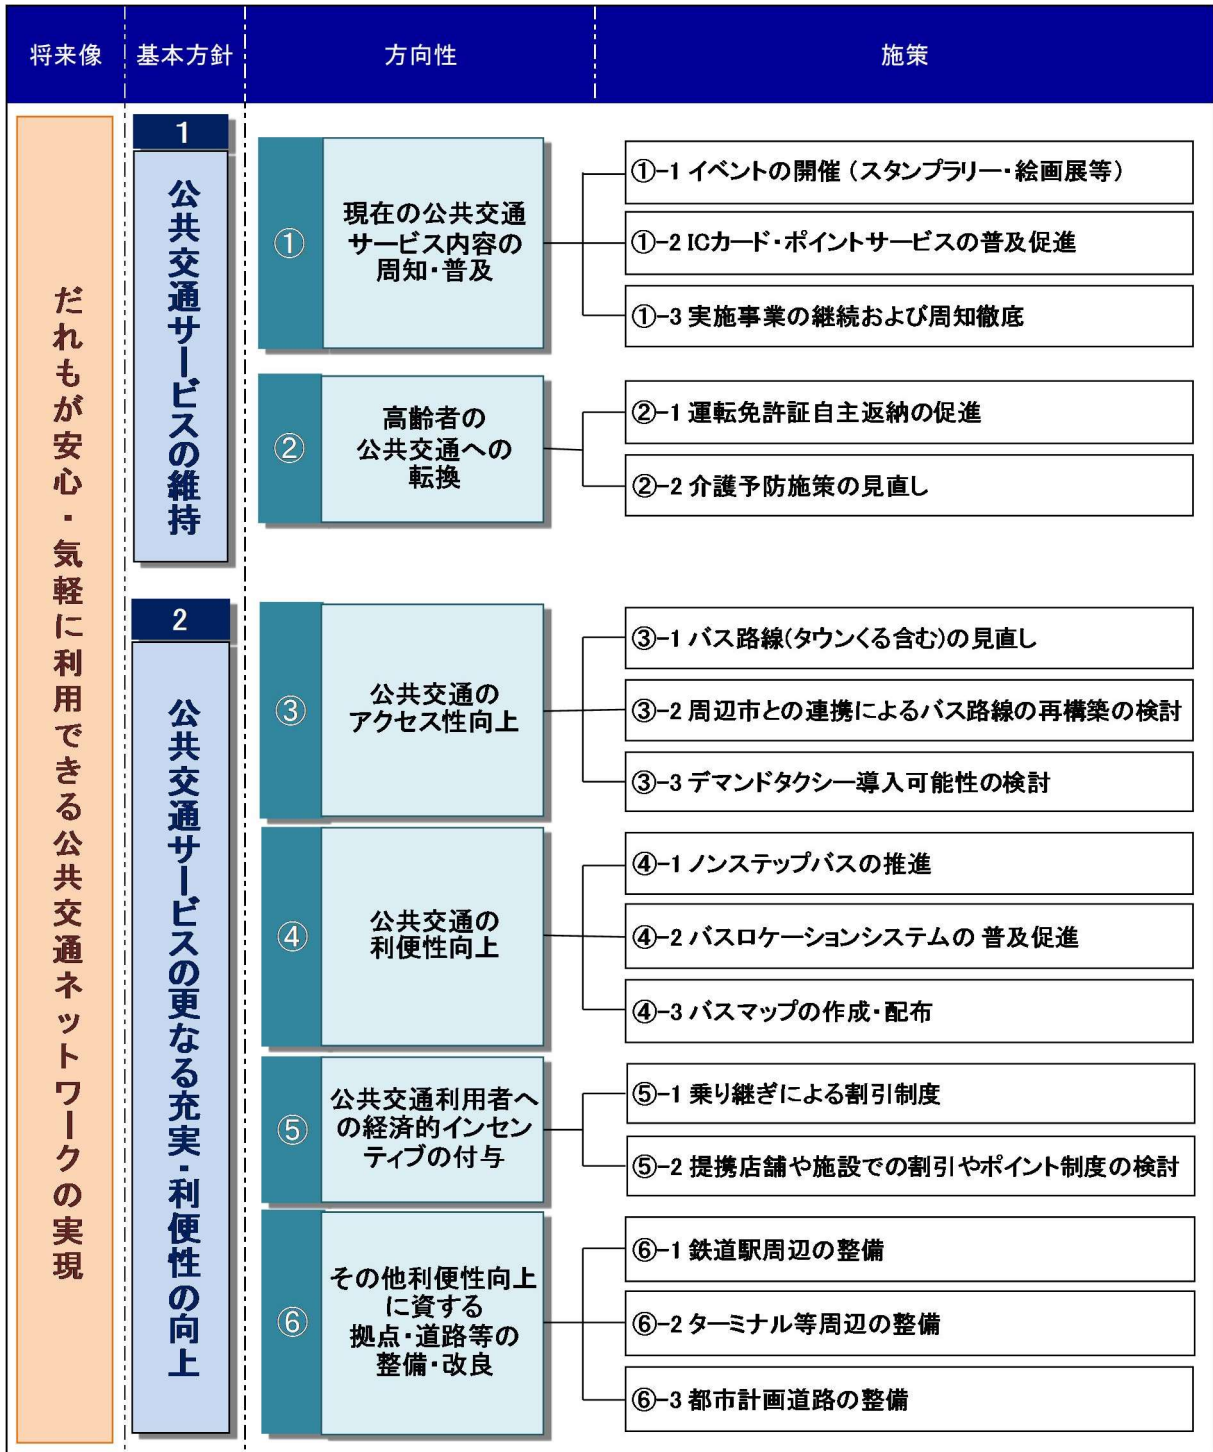 将来像
基本方針
方向性
施策
だれもが安心・気軽に利用できる公共交通ネットワークの実現
1
公共交通サービスの維持
①
現在の公共交通
サービス内容の
周知・普及
①-1 イベントの開催（スタンプラリー・絵画展等）
①-2 ICカード・ポイントサービスの普及促進
①-3 実施事業の継続および周知徹底
②
高齢者の
公共交通への
転換
②-1 運転免許証自主返納の促進
②-2 介護予防施策の見直し
2
公共交通サービスの更なる充実・利便性の向上
③
公共交通の
アクセス性向上
③-1 バス路線(タウンくる含む)の見直し
③-2 周辺市との連携によるバス路線の再構築の検討
③-3 デマンドタクシー導入可能性の検討
④
公共交通の
利便性向上
④-1 ノンステップバスの推進
④-2 バスロケーションシステムの 普及促進
④-3 バスマップの作成・配布
⑤
公共交通利用者へ
の経済的インセン
ティブの付与
⑤-1 乗り継ぎによる割引制度
⑤-2 提携店舗や施設での割引やポイント制度の検討
⑥
その他利便性向上
に資する
拠点・道路等の
整備・改良
⑥-1 鉄道駅周辺の整備
⑥-2 ターミナル等周辺の整備
⑥-3 都市計画道路の整備